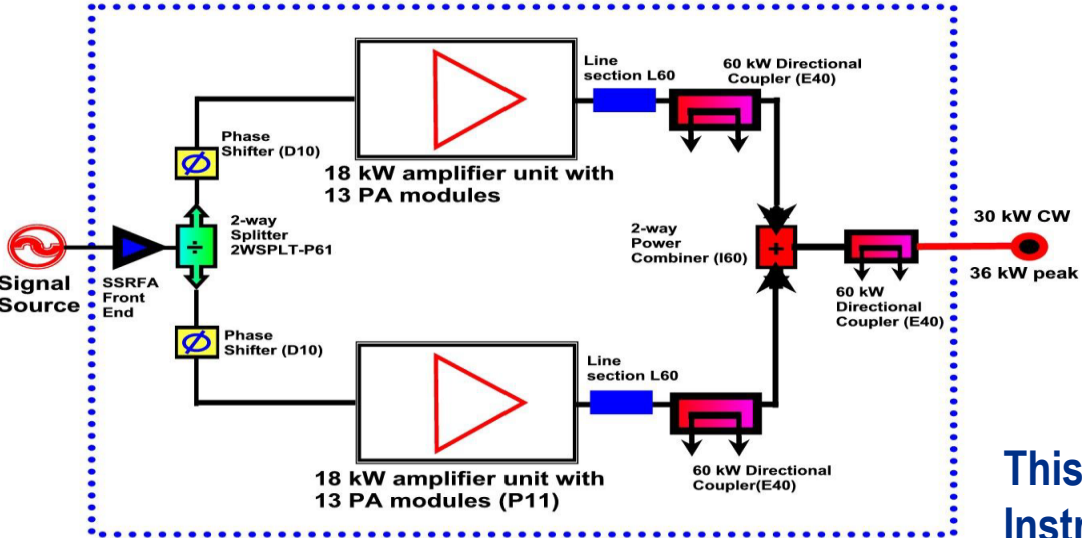 Line
section L60
60 kW Directional
Coupler (E40)
Phase
Shifter (D10)
18 kW amplifier unit with
13 PA modules
2-way
Splitter
2WSPLT-P61
÷
2-way
Power
Combiner (I60)
+
30 kW CW
36 kW peak
Signal
Source
SSRFA
Front
End
60 kW
Directional
Coupler (E40)
Phase
Shifter (D10)
Line
section L60
18 kW amplifier unit with
13 PA modules (P11)
60 kW Directional
Coupler(E40)
This
Instr